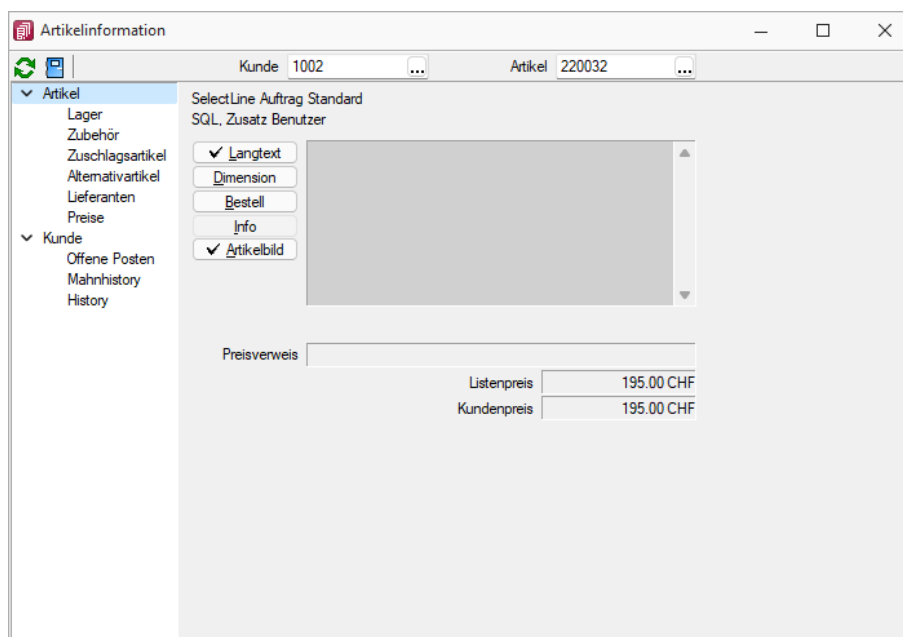 Artikelinformation
Kunde 1002 ... Artikel 220032 ...
Artikel
Lager
Zubehör
Zuschlagsartikel
Alternativartikel
Lieferanten
Preise
Kunde
Offene Posten
Mahnhistory
History
SelectLine Auftrag Standard
SQL, Zusatz Benutzer
Langtext
Dimension
Bestell
Info
Artikelbild
Preisverweis
Listenpreis 195.00 CHF
Kundenpreis 195.00 CHF